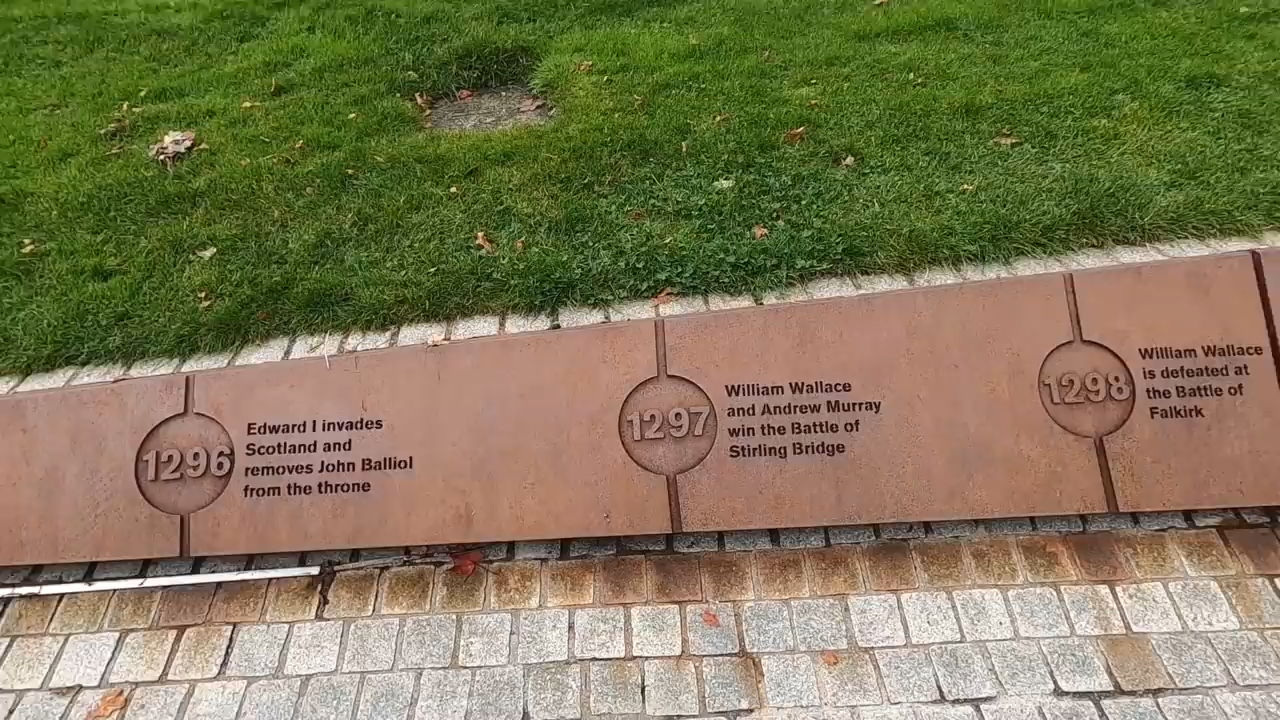 1296
Edward I invades
Scotland and
removes John Balliol
from the throne
1297
William Wallace
and Andrew Murray
win the Battle of
Stirling Bridge
1298
William Wallace
is defeated at
the Battle of
Falkirk